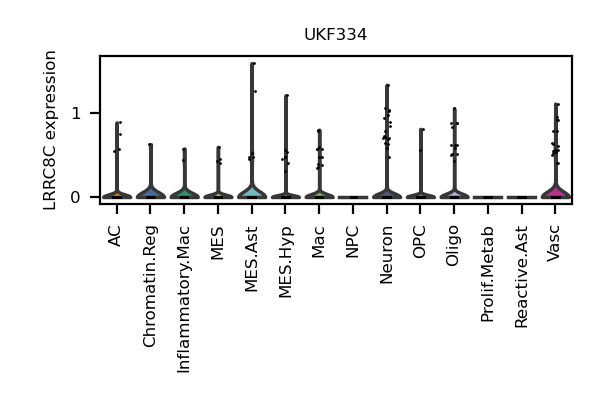 UKF334
LRRC8C expression
1
0
AC
Chromatin.Reg
Inflammatory.Mac
MES
MES.Ast
MES.Hyp
Mac
NPC
Neuron
OPC
Oligo
Prolif.Metab
Reactive.Ast
Vasc